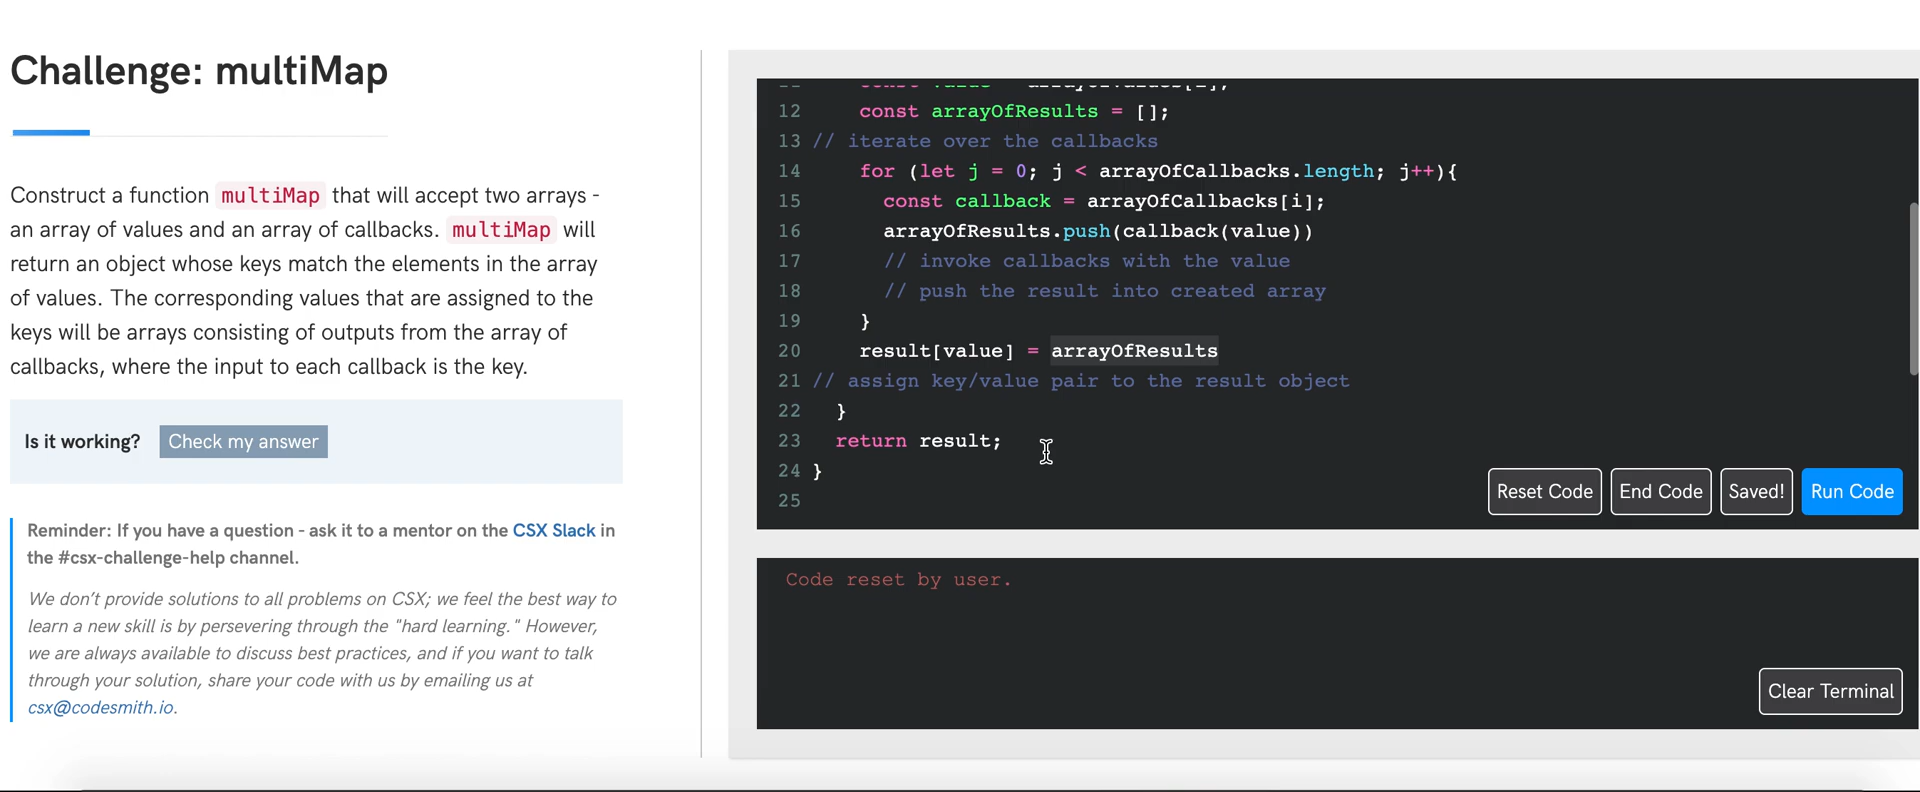 Challenge: multiMap
Construct a function multiMap that will accept two arrays -
an array of values and an array of callbacks. multiMap will
return an object whose keys match the elements in the array
of values. The corresponding values that are assigned to the
keys will be arrays consisting of outputs from the array of
callbacks, where the input to each callback is the key.
Is it working? Check my answer
Reminder: If you have a question - ask it to a mentor on the CSX Slack in
the #csx-challenge-help channel.
We don’t provide solutions to all problems on CSX; we feel the best way to
learn a new skill is by persevering through the "hard learning." However,
we are always available to discuss best practices, and if you want to talk
through your solution, share your code with us by emailing us at
csx@codesmith.io.
12 const arrayOfResults = [];
13 // iterate over the callbacks
14 for (let j = 0; j < arrayOfCallbacks.length; j++){
15 const callback = arrayOfCallbacks[i];
16 arrayOfResults.push(callback(value))
17 // invoke callbacks with the value
18 // push the result into created array
19 }
20 result[value] = arrayOfResults
21 // assign key/value pair to the result object
22 }
23 return result;
24 }
25
Reset Code End Code Saved! Run Code
Code reset by user.
Clear Terminal